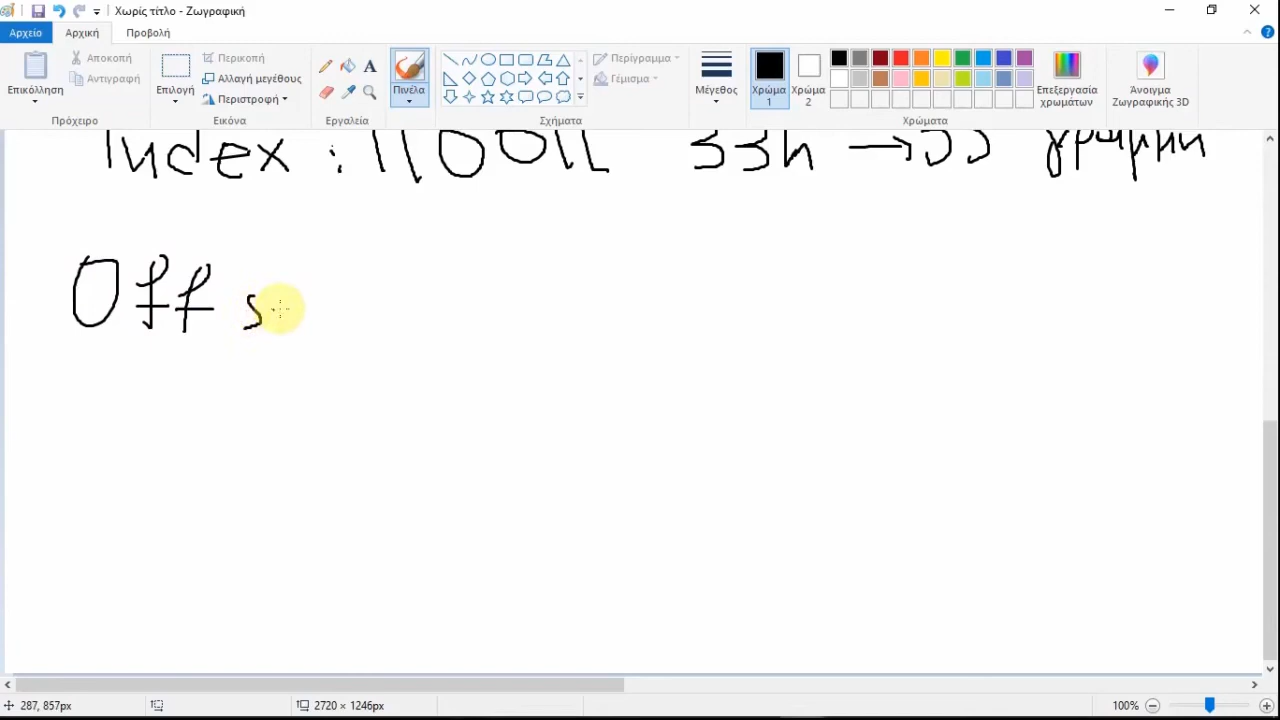 Χωρίς τίτλο - Ζωγραφική
Αρχείο Αρχική Προβολή
Επικόλληση
Αποκοπή
Αντιγραφή
Πρόχειρο
Επιλογή
Περικοπή
Αλλαγή μεγέθους
Περιστροφή
Εικόνα
A
Εργαλεία
Πινέλα
Περίγραμμα
Γέμισμα
Σχήματα
Μέγεθος
Χρώμα 1
Χρώμα 2
Επεξεργασία χρωμάτων
Άνοιγμα Ζωγραφικής 3D
Χρώματα
Index : 110011 33h → γραμμη
Off s
287, 857px
2720 × 1246px
100%